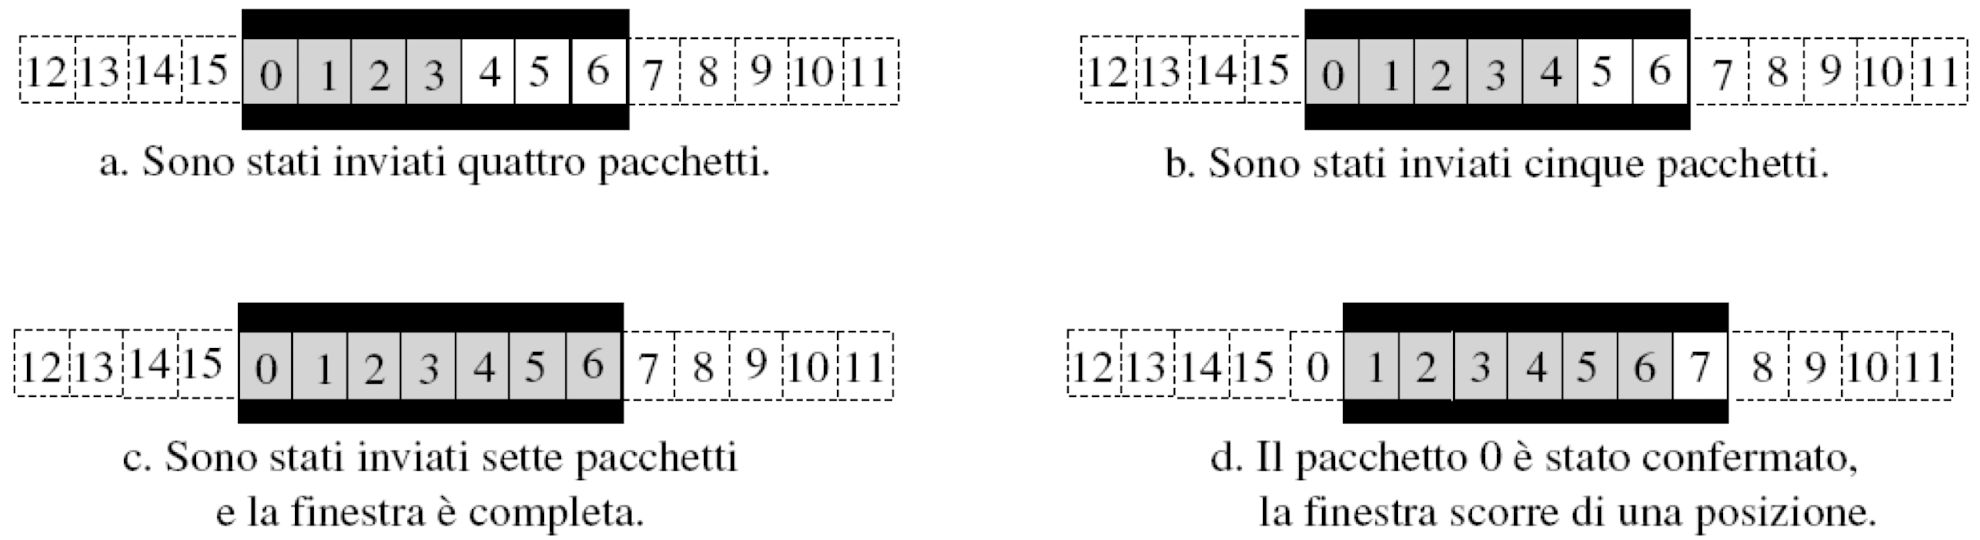 12 13 14 15 0 1 2 3 4 5 6 7 8 9 10 11
a. Sono stati inviati quattro pacchetti.
12 13 14 15 0 1 2 3 4 5 6 7 8 9 10 11
b. Sono stati inviati cinque pacchetti.
12 13 14 15 0 1 2 3 4 5 6 7 8 9 10 11
c. Sono stati inviati sette pacchetti
e la finestra è completa.
12 13 14 15 0 1 2 3 4 5 6 7 8 9 10 11
d. Il pacchetto 0 è stato confermato,
la finestra scorre di una posizione.